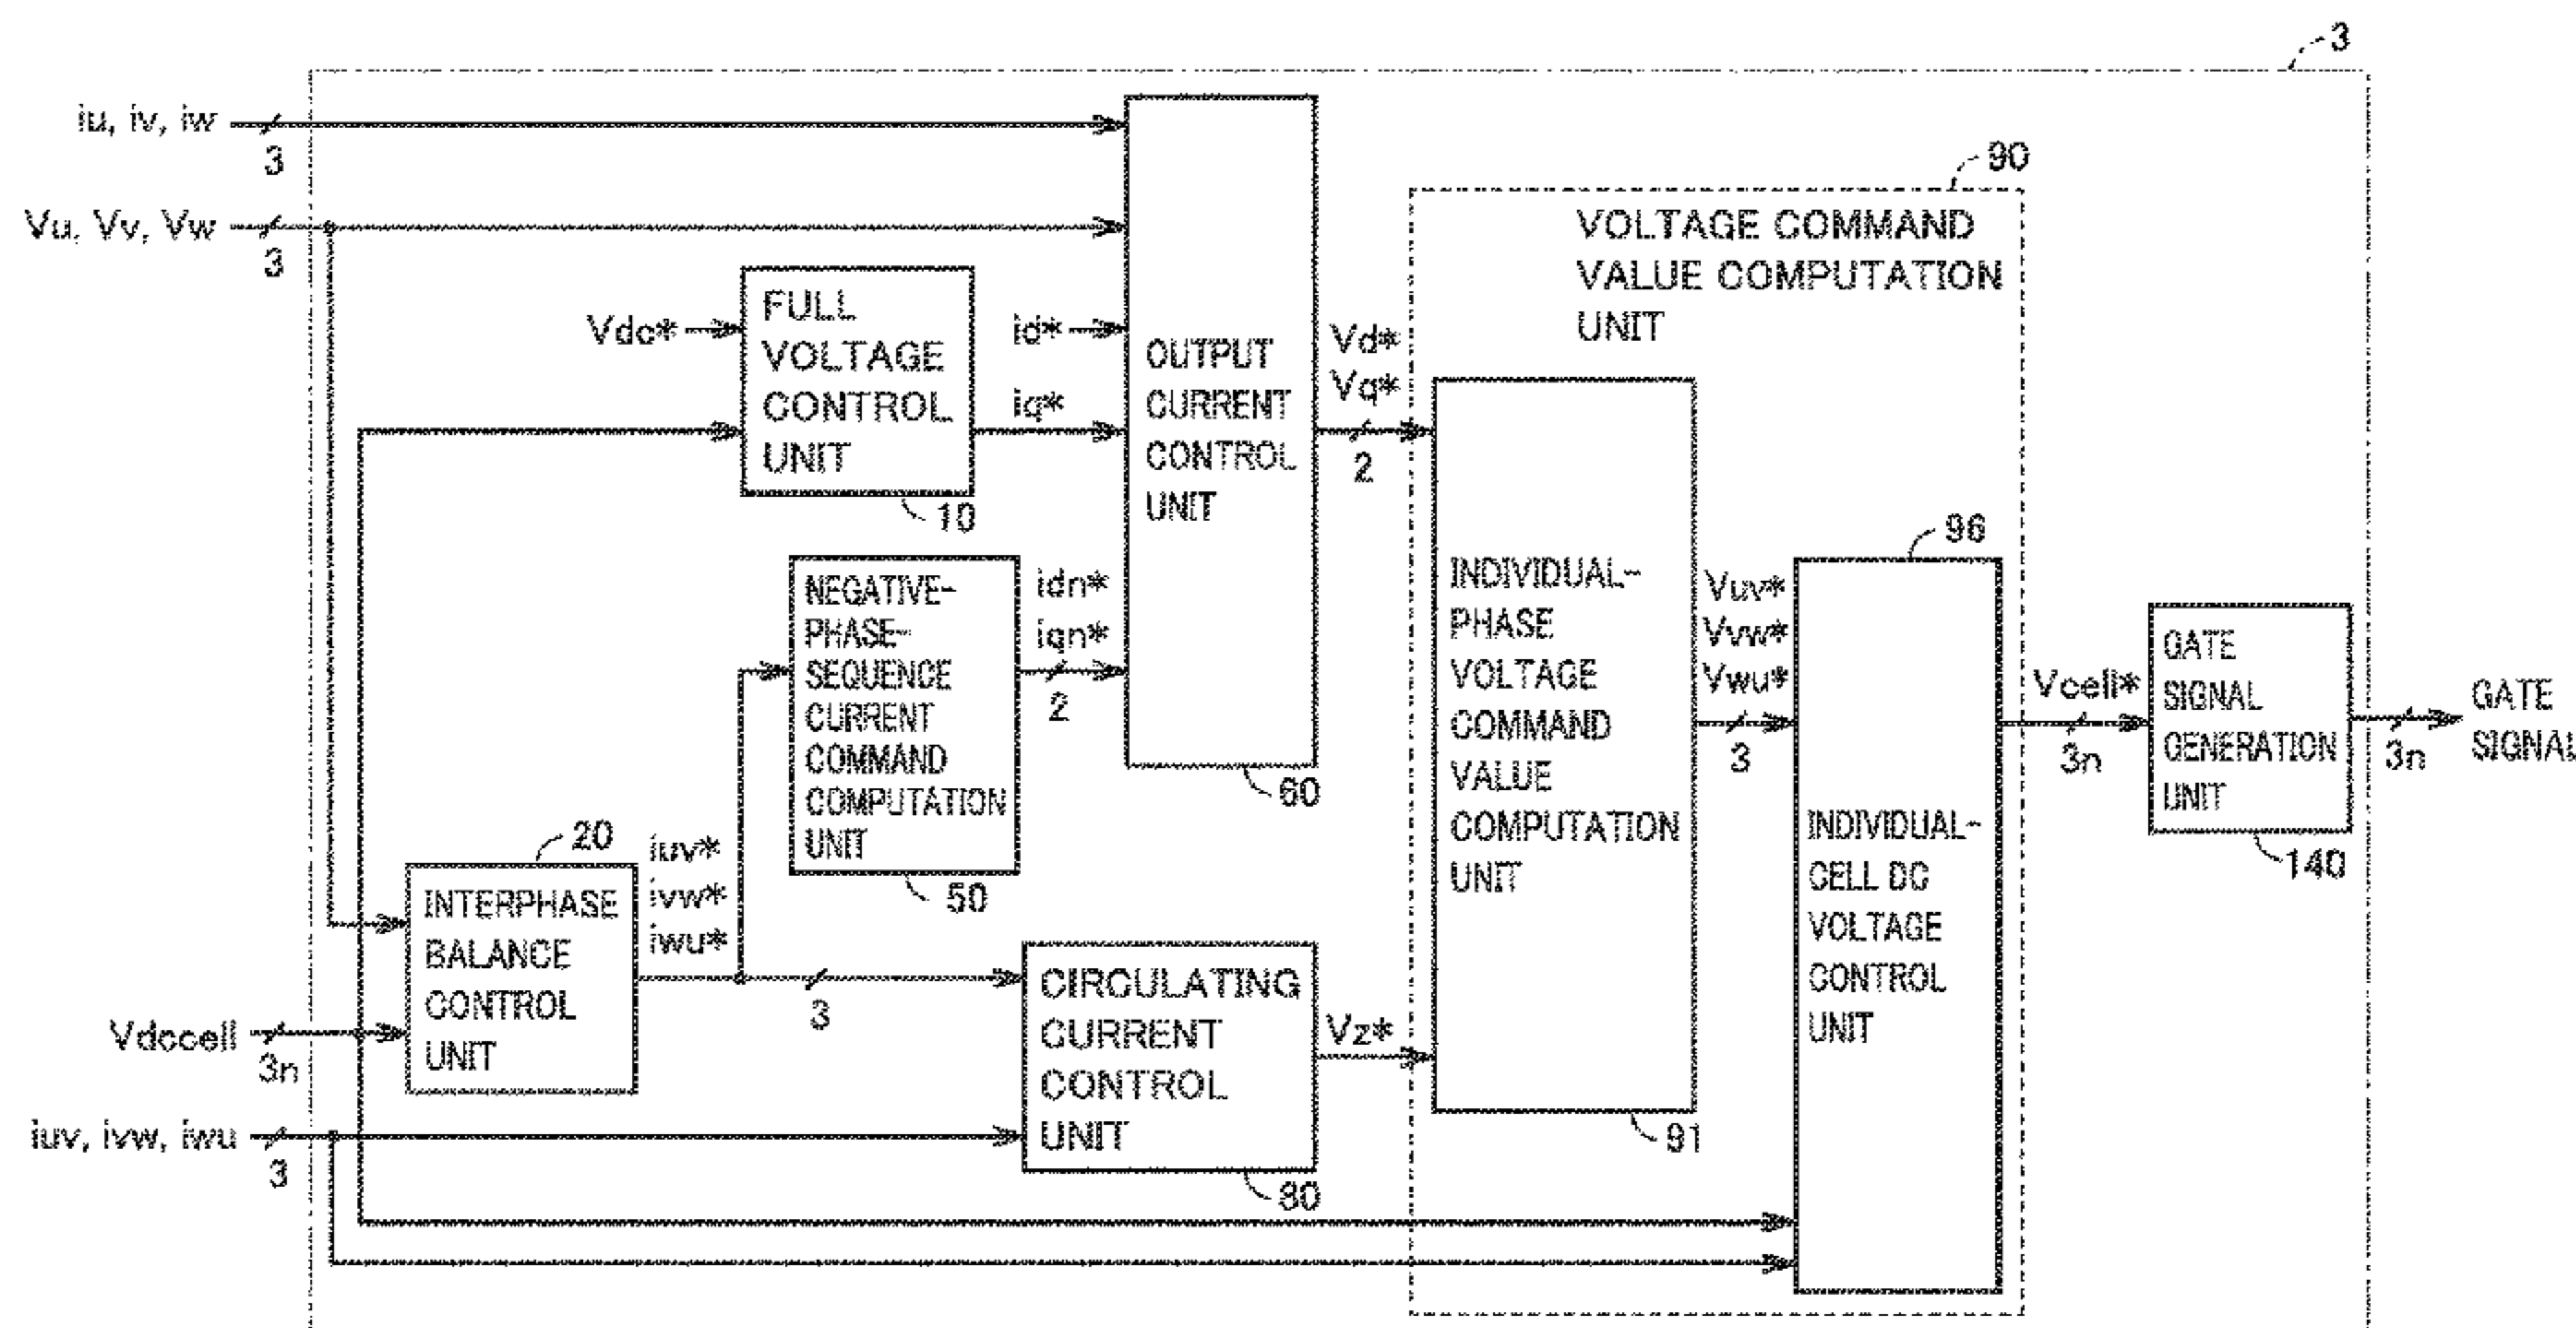 3
iu, iv, iw
3
Vu, Vv, Vw
3
90
VOLTAGE COMMAND
VALUE COMPUTATION
UNIT
Vdc*
FULL
VOLTAGE
CONTROL
UNIT
10
id*
iq*
OUTPUT
CURRENT
CONTROL
UNIT
60
Vd*
Vq*
2
NEGATIVE-
PHASE-
SEQUENCE
CURRENT
COMMAND
COMPUTATION
UNIT
50
idn*
iqn*
2
INDIVIDUAL-
PHASE
VOLTAGE
COMMAND
VALUE
COMPUTATION
UNIT
91
Vuv*
Vvw*
Vwu*
3
96
INDIVIDUAL-
CELL DC
VOLTAGE
CONTROL
UNIT
Vcell*
3n
GATE
SIGNAL
GENERATION
UNIT
140
3n
GATE
SIGNAL
20
INTERPHASE
BALANCE
CONTROL
UNIT
iuv*
ivw*
iwu*
3
Vdccell
3n
CIRCULATING
CURRENT
CONTROL
UNIT
80
Vz*
iuv, ivw, iwu
3